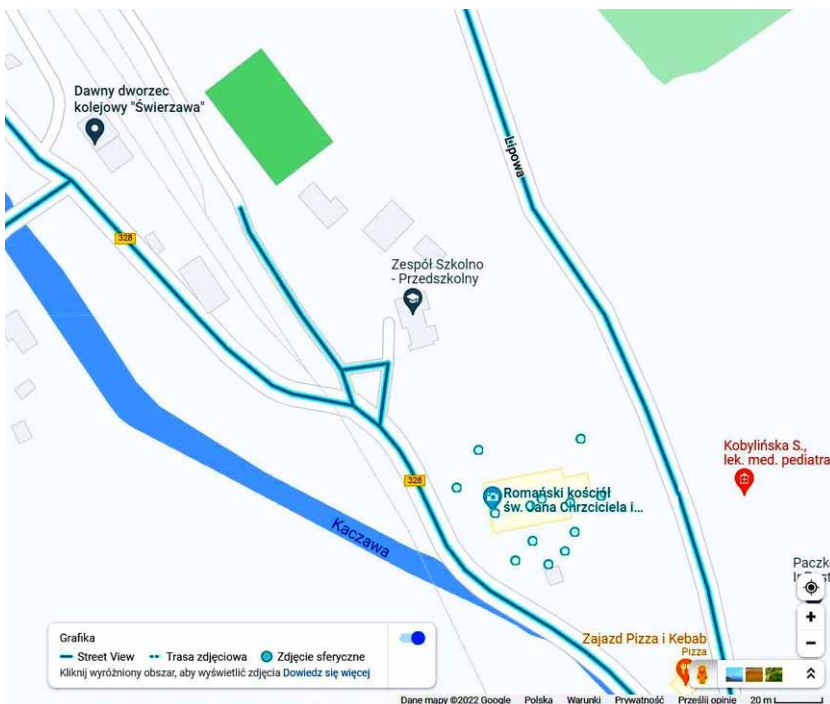 Dawny dworzec
kolejowy "Świerzawa"
Lipowa
328
Zespół Szkolno
- Przedszkolny
328
Kobylińska S.,
lek. med. pediatra
Romański kościół
św. Jana Chrzciciela i...
Kaczawa
Zajazd Pizza i Kebab
Pizza
Grafika
Street View Trasa zdjęciowa Zdjęcie sferyczne
Kliknij wyróżniony obszar, aby wyświetlić zdjęcia Dowiedz się więcej
Dane mapy ©2022 Google Polska Warunki Prywatność Prześlij opinię 20 m